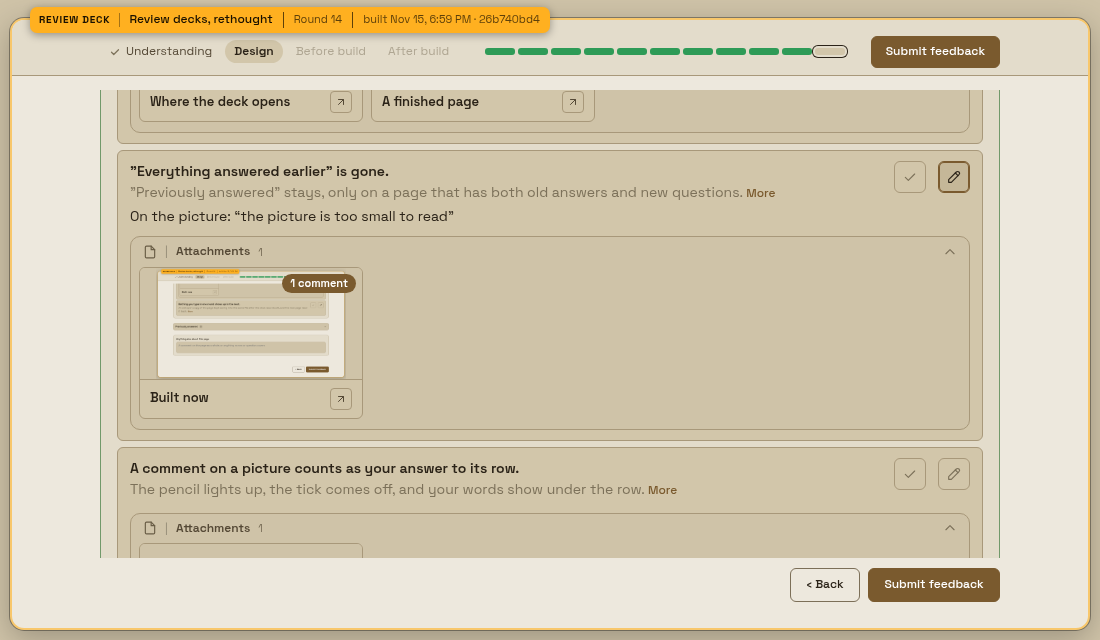 REVIEW DECK | Review decks, rethought | Round 14 | built Nov 15, 6:59 PM · 26b740bd4
Understanding Design Before build After build Submit feedback
Where the deck opens A finished page
”Everything answered earlier” is gone.
”Previously answered” stays, only on a page that has both old answers and new questions. More
On the picture: “the picture is too small to read”
Attachments 1
1 comment
Built now
A comment on a picture counts as your answer to its row.
The pencil lights up, the tick comes off, and your words show under the row. More
Attachments 1
‹ Back Submit feedback